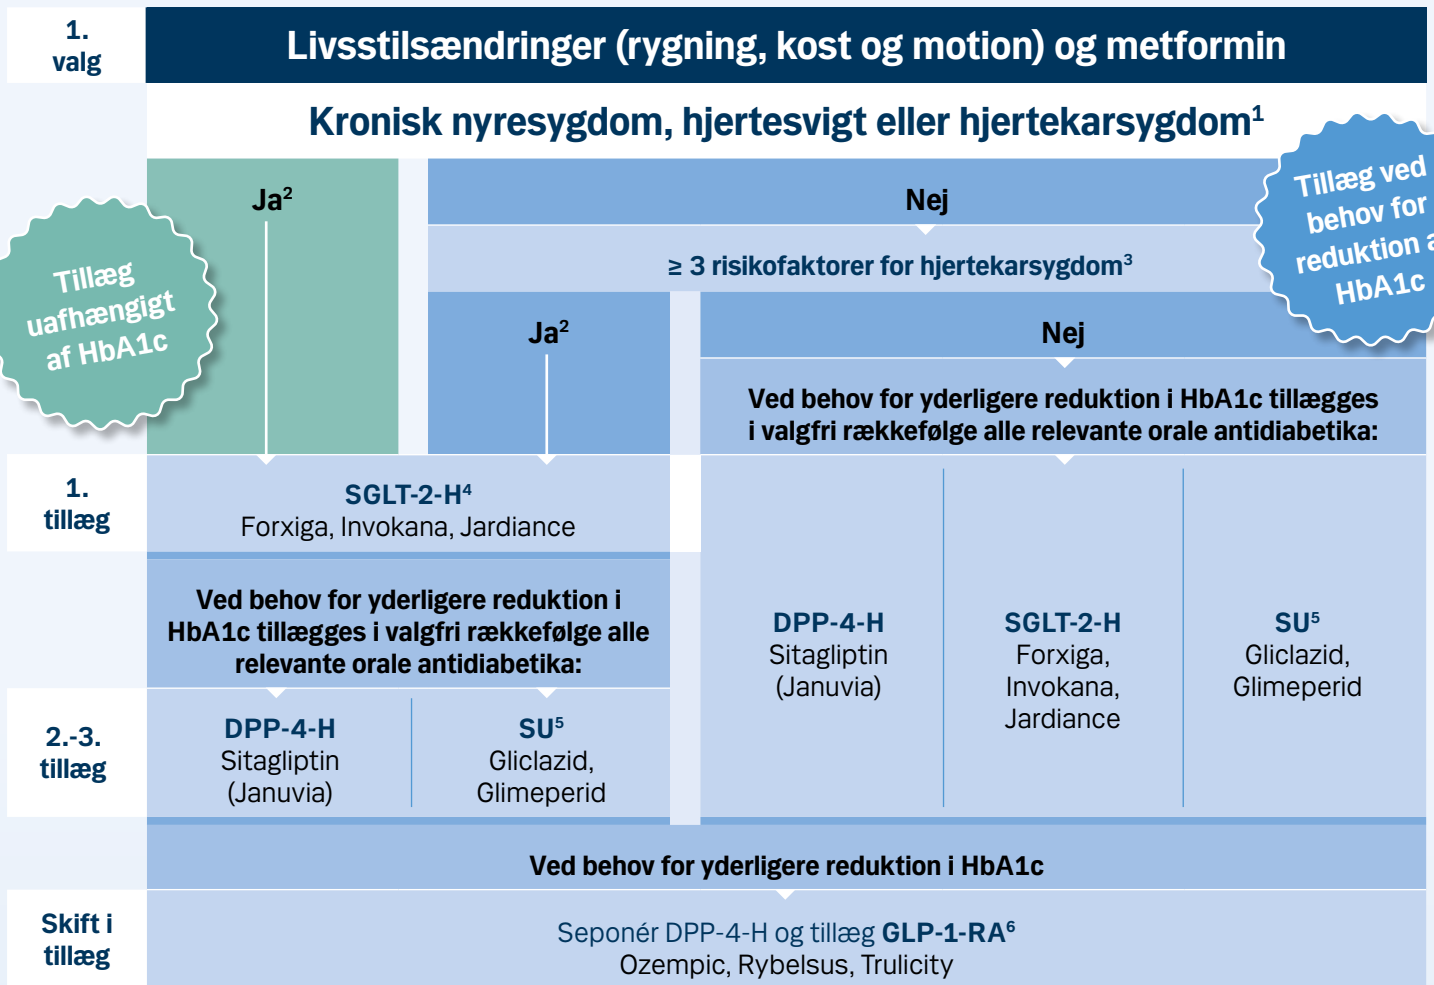 1.
valg
Livsstilsændringer (rygning, kost og motion) og metformin
Kronisk nyresygdom, hjertesvigt eller hjertekarsygdom¹
Tillæg
uafhængigt
af HbA1c
Ja²
Nej
Tillæg ved
behov for
reduktion
HbA1c
≥ 3 risikofaktorer for hjertekarsygdom³
Ja²
Nej
Ved behov for yderligere reduktion i HbA1c tillægges
i valgfri rækkefølge alle relevante orale antidiabetika:
1.
tillæg
SGLT-2-H⁴
Forxiga, Invokana, Jardiance
Ved behov for yderligere reduktion i
HbA1c tillægges i valgfri rækkefølge alle
relevante orale antidiabetika:
DPP-4-H
Sitagliptin
(Januvia)
SGLT-2-H
Forxiga,
Invokana,
Jardiance
SU⁵
Gliclazid,
Glimeperid
2.-3.
tillæg
DPP-4-H
Sitagliptin
(Januvia)
SU⁵
Gliclazid,
Glimeperid
Ved behov for yderligere reduktion i HbA1c
Skift i
tillæg
Seponér DPP-4-H og tillæg GLP-1-RA⁶
Ozempic, Rybelsus, Trulicity